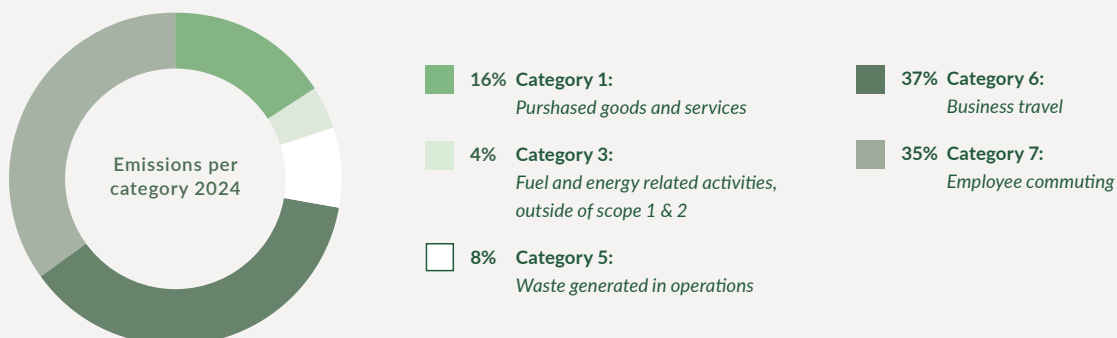 Emissions per
category 2024
16% Category 1:
Purshased goods and services
4% Category 3:
Fuel and energy related activities,
outside of scope 1 & 2
8% Category 5:
Waste generated in operations
37% Category 6:
Business travel
35% Category 7:
Employee commuting